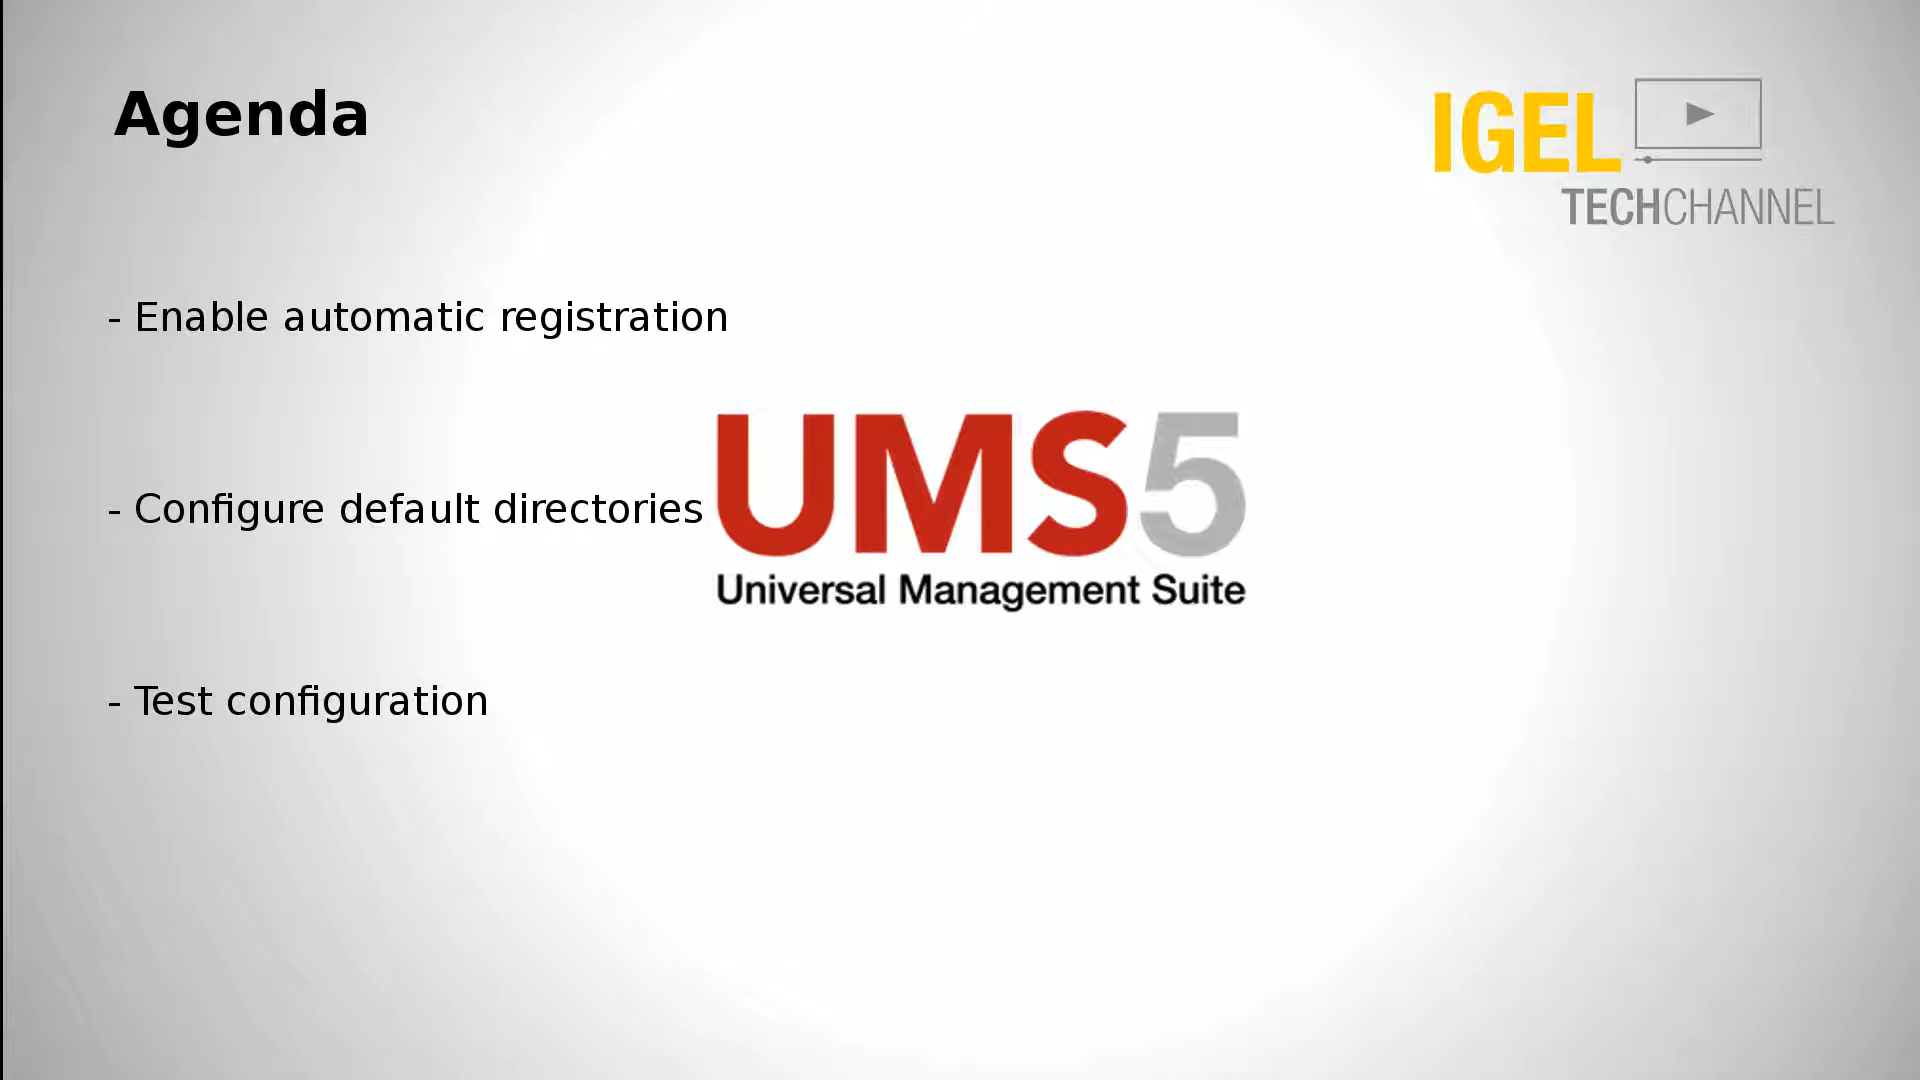 Agenda
IGEL
TECHCHANNEL
- Enable automatic registration
- Configure default directories
UMS5
Universal Management Suite
- Test configuration